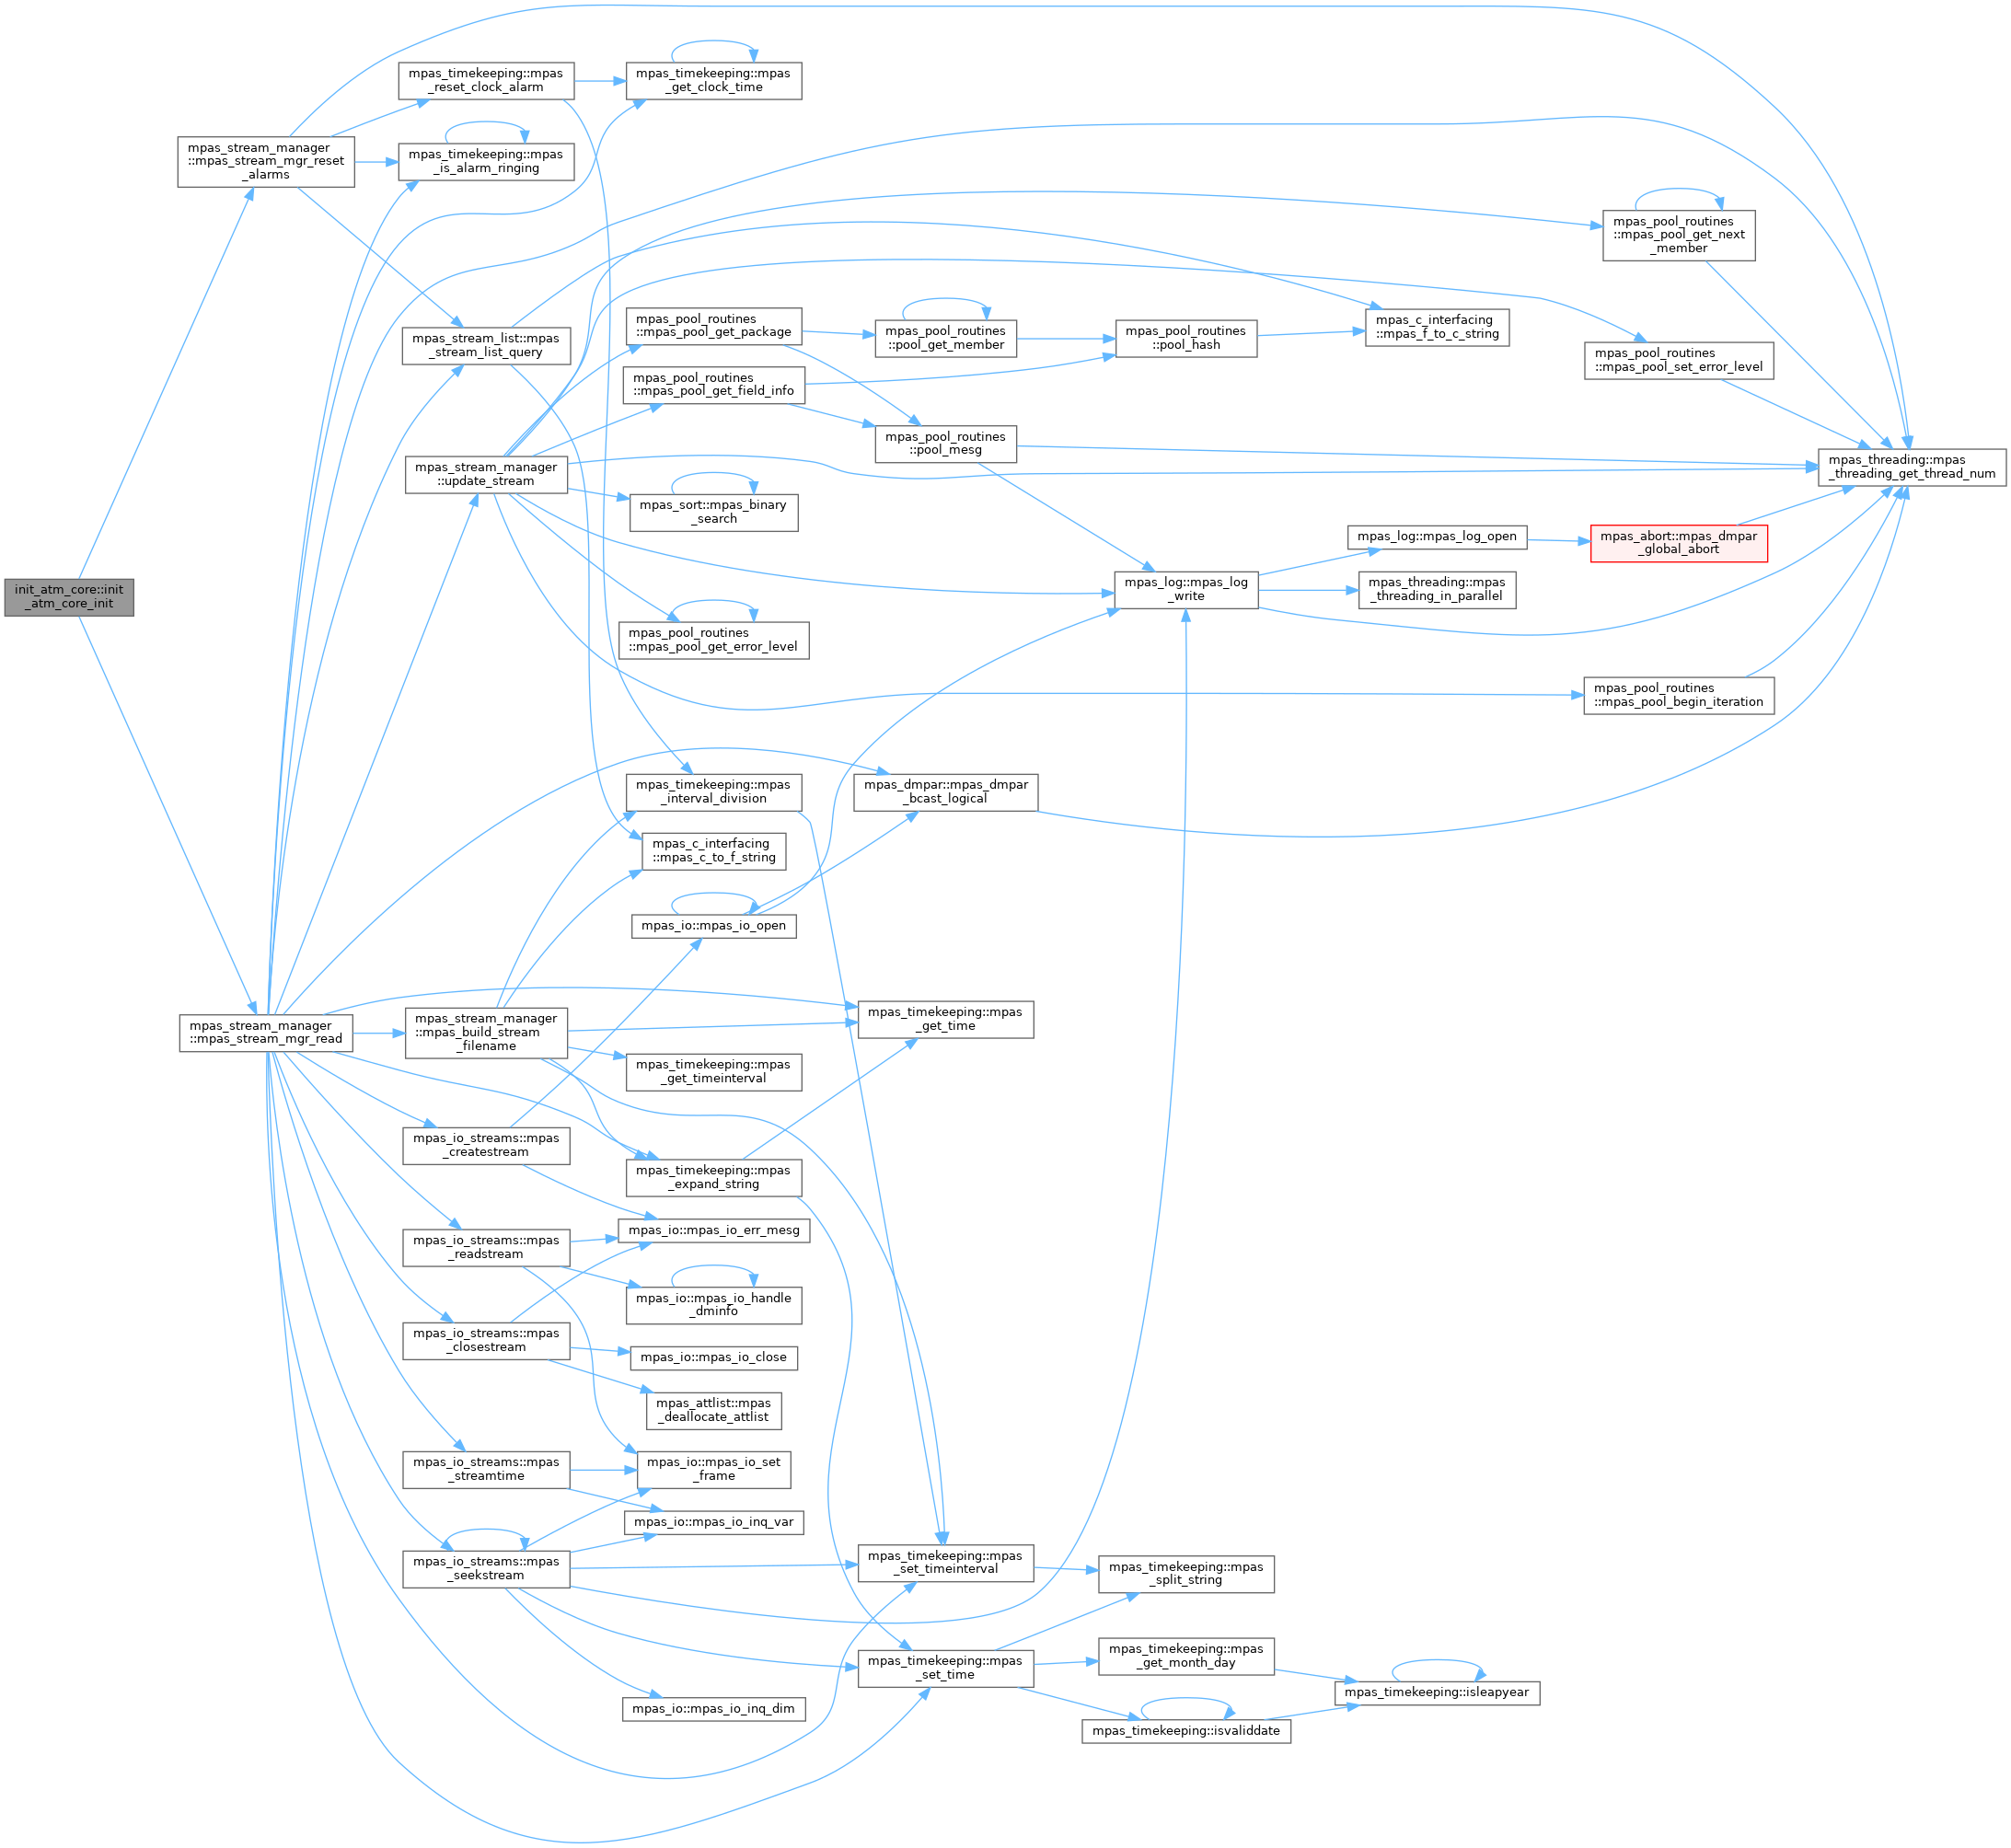 init_atm_core::init
_atm_core_init
mpas_stream_manager
::mpas_stream_mgr_reset
_alarms
mpas_timekeeping::mpas
_reset_clock_alarm
mpas_timekeeping::mpas
_get_clock_time
mpas_timekeeping::mpas
_is_alarm_ringing
mpas_stream_list::mpas
_stream_list_query
mpas_pool_routines
::mpas_pool_get_package
mpas_pool_routines
::pool_get_member
mpas_pool_routines
::pool_hash
mpas_c_interfacing
::mpas_f_to_c_string
mpas_pool_routines
::mpas_pool_get_next
_member
mpas_pool_routines
::mpas_pool_set_error_level
mpas_pool_routines
::mpas_pool_get_field_info
mpas_pool_routines
::pool_mesg
mpas_threading::mpas
_threading_get_thread_num
mpas_stream_manager
::update_stream
mpas_sort::mpas_binary
_search
mpas_log::mpas_log_open
mpas_abort::mpas_dmpar
_global_abort
mpas_log::mpas_log
_write
mpas_threading::mpas
_threading_in_parallel
mpas_pool_routines
::mpas_pool_get_error_level
mpas_pool_routines
::mpas_pool_begin_iteration
mpas_timekeeping::mpas
_interval_division
mpas_dmpar::mpas_dmpar
_bcast_logical
mpas_c_interfacing
::mpas_c_to_f_string
mpas_io::mpas_io_open
mpas_stream_manager
::mpas_stream_mgr_read
mpas_stream_manager
::mpas_build_stream
_filename
mpas_timekeeping::mpas
_get_time
mpas_timekeeping::mpas
_get_timeinterval
mpas_io_streams::mpas
_createstream
mpas_timekeeping::mpas
_expand_string
mpas_io_streams::mpas
_readstream
mpas_io::mpas_io_err_mesg
mpas_io::mpas_io_handle
_dminfo
mpas_io_streams::mpas
_closestream
mpas_io::mpas_io_close
mpas_attlist::mpas
_deallocate_attlist
mpas_io_streams::mpas
_streamtime
mpas_io::mpas_io_set
_frame
mpas_io::mpas_io_inq_var
mpas_io_streams::mpas
_seekstream
mpas_timekeeping::mpas
_set_timeinterval
mpas_timekeeping::mpas
_split_string
mpas_timekeeping::mpas
_set_time
mpas_timekeeping::mpas
_get_month_day
mpas_io::mpas_io_inq_dim
mpas_timekeeping::isleapyear
mpas_timekeeping::isvaliddate